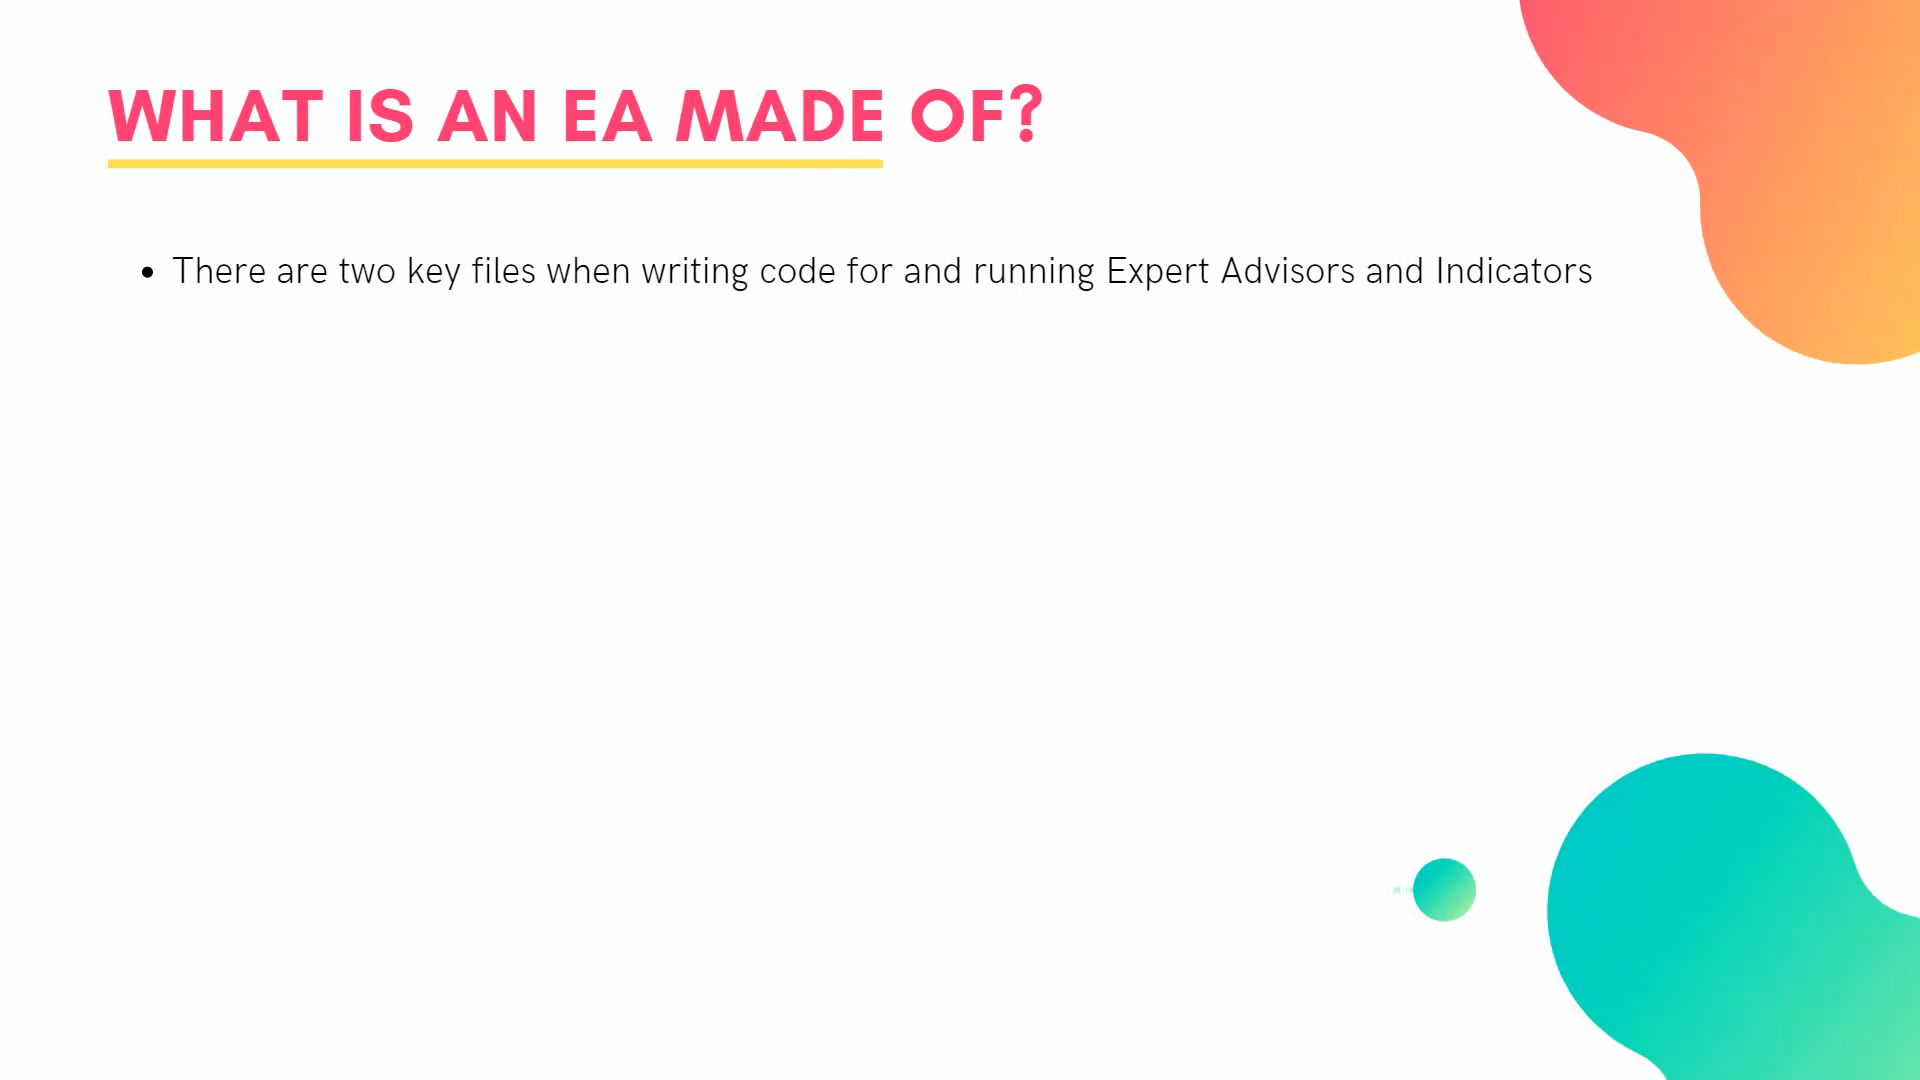 WHAT IS AN EA MADE OF?
• There are two key files when writing code for and running Expert Advisors and Indicators